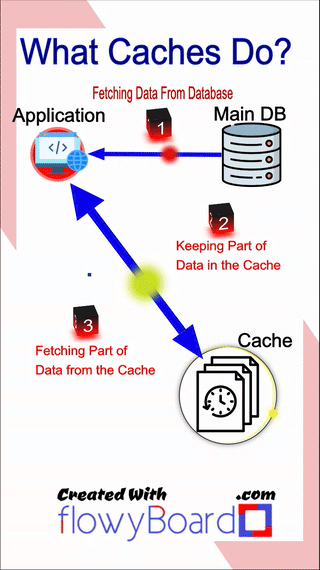 What Caches Do?
Fetching Data From Database
Application
Main DB
1
</>
2
Keeping Part of
Data in the Cache
3
Fetching Part of
Data from the Cache
Cache
Created With .com
flowyBoard